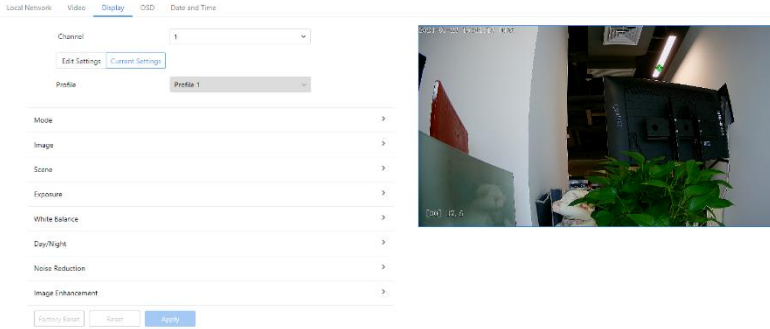 Local Network Video Display OSD Date and Time
Channel 1
Edit Settings Current Settings
Profile Profile 1
Mode
Image
Scene
Exposure
White Balance
Day/Night
Noise Reduction
Image Enhancement
Factory Reset Reset Apply